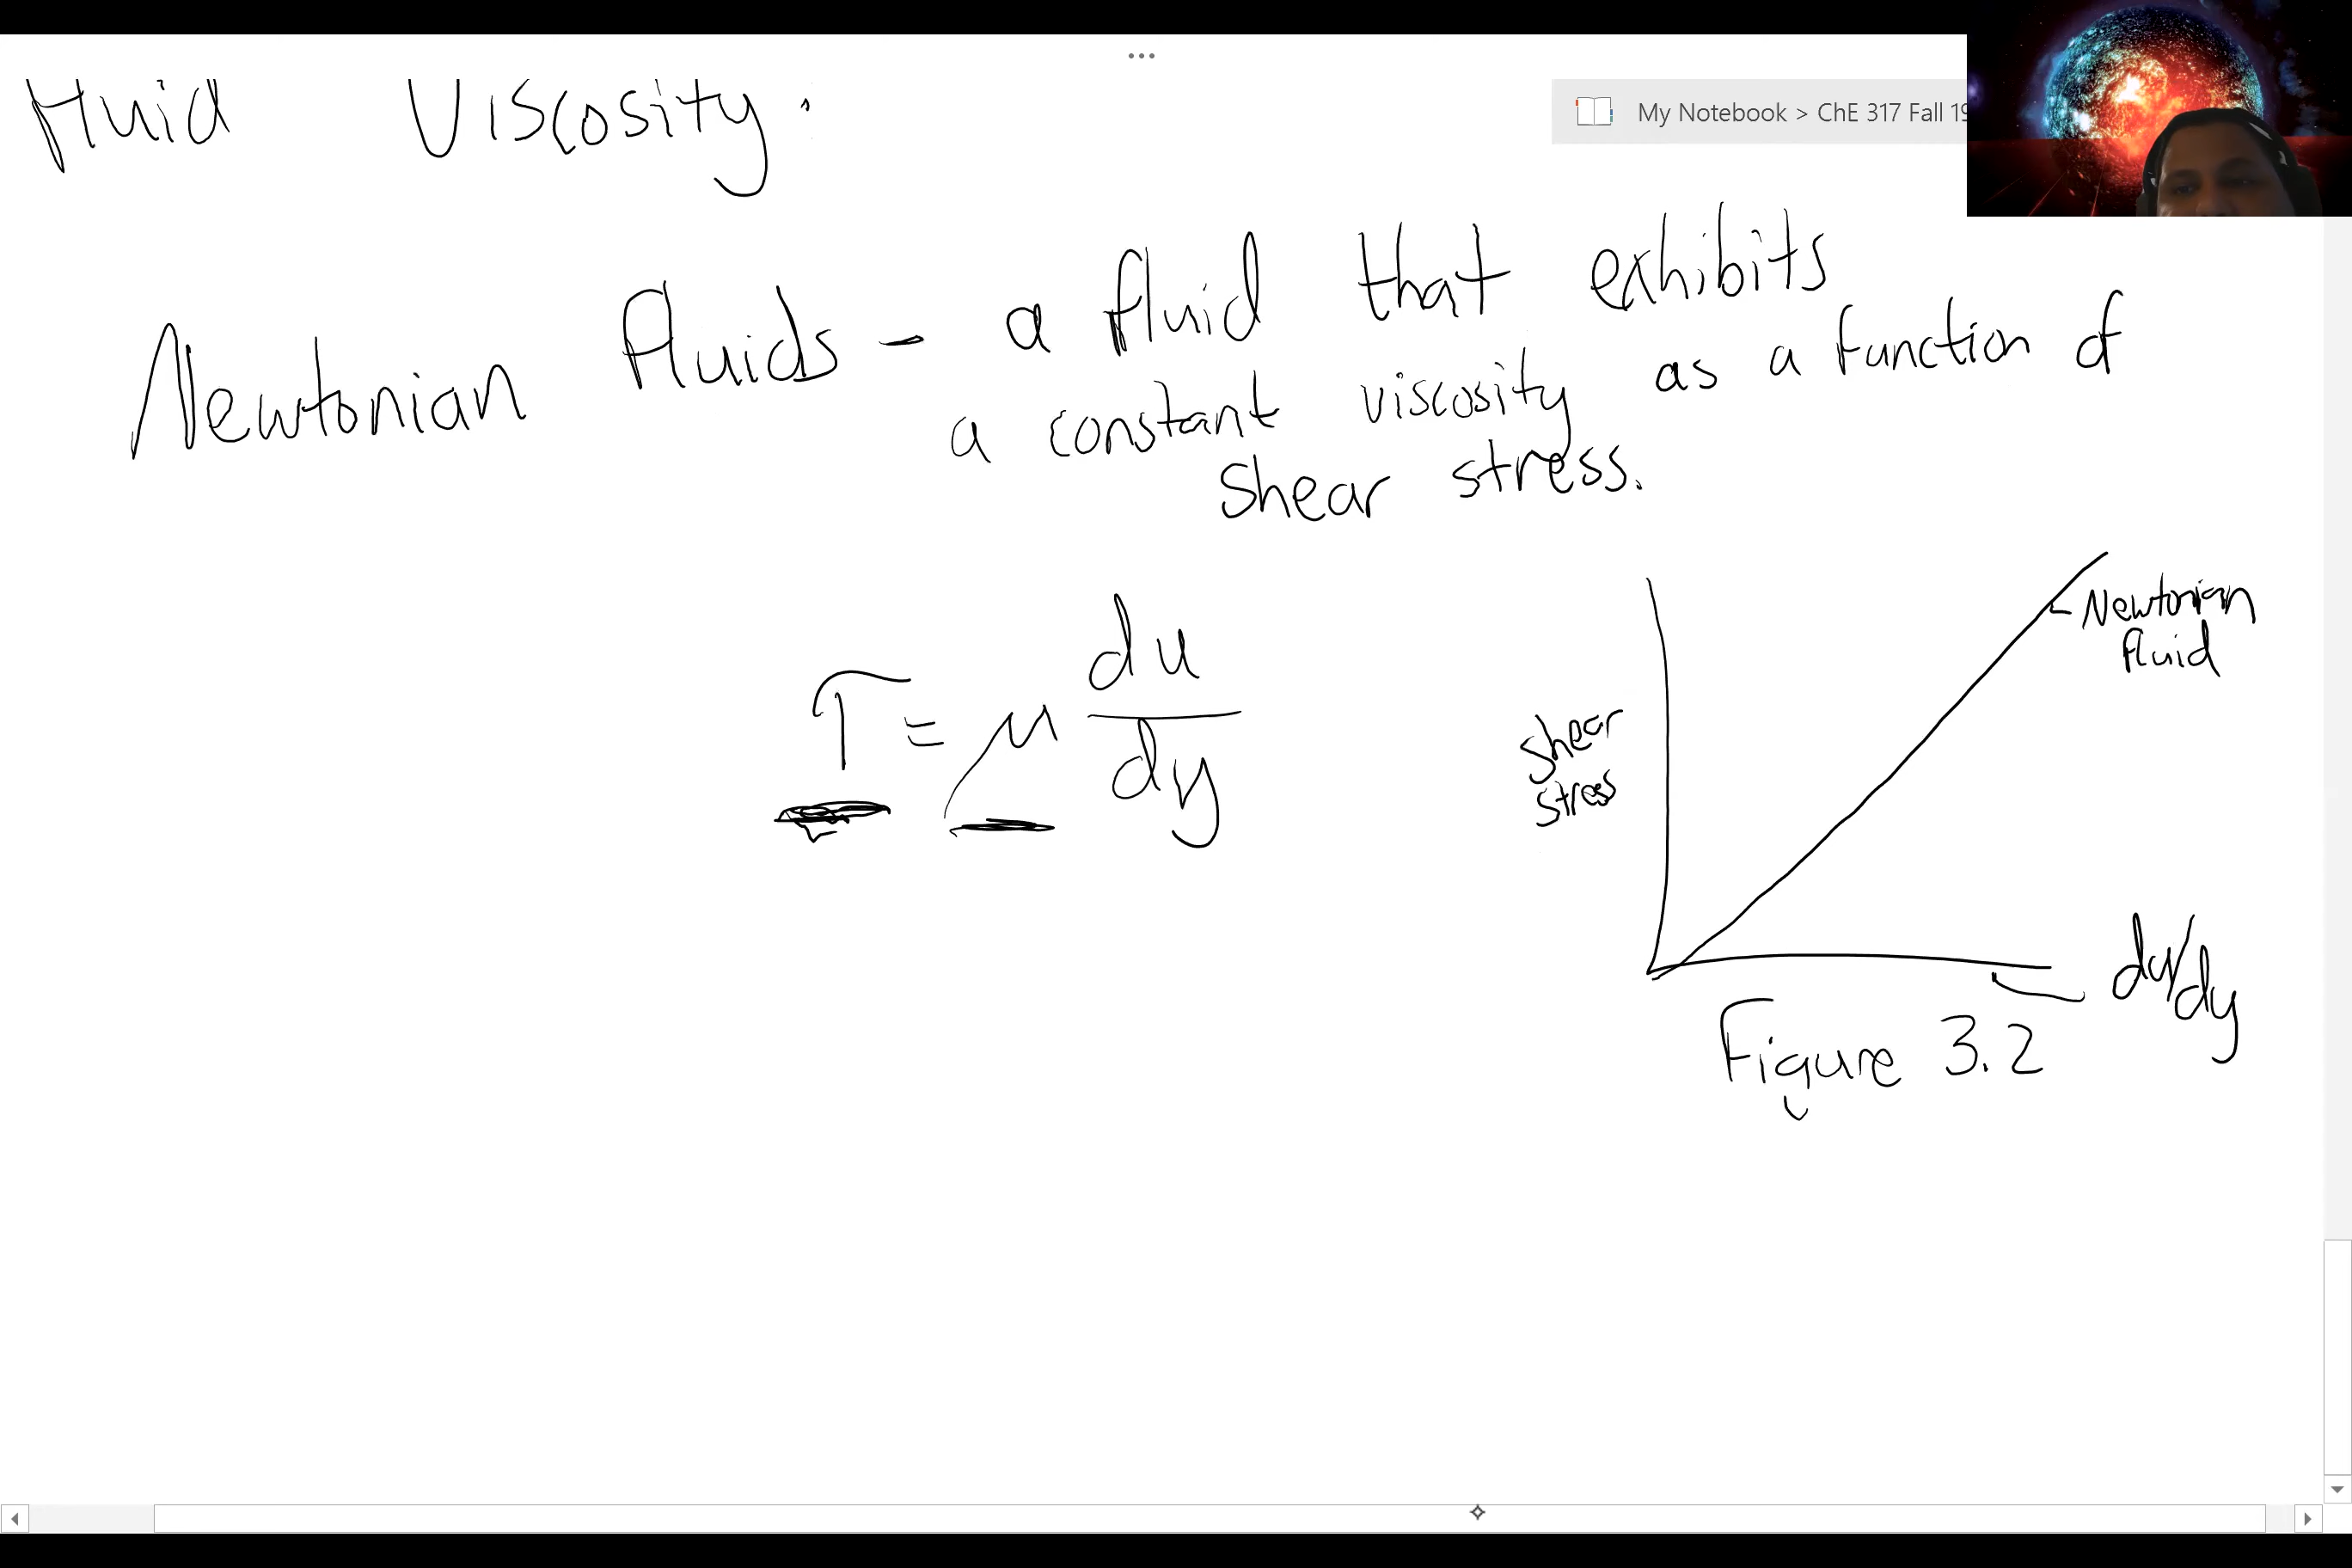 Fluid Viscosity:
My Notebook > ChE 317 Fall 19
Newtonian Fluids - a fluid that exhibits
a constant viscosity as a function of
shear stress.
τ = μ du/dy
Newtonian
fluid
shear
stress
du/dy
Figure 3.2